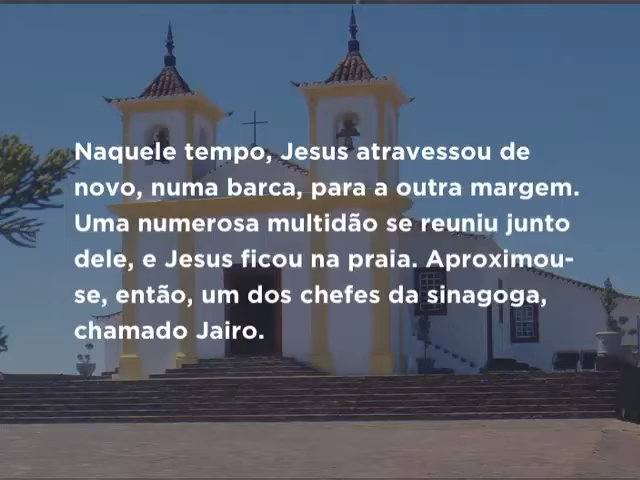 Naquele tempo, Jesus atravessou de
novo, numa barca, para a outra margem.
Uma numerosa multidão se reuniu junto
dele, e Jesus ficou na praia. Aproximou-
se, então, um dos chefes da sinagoga,
chamado Jairo.